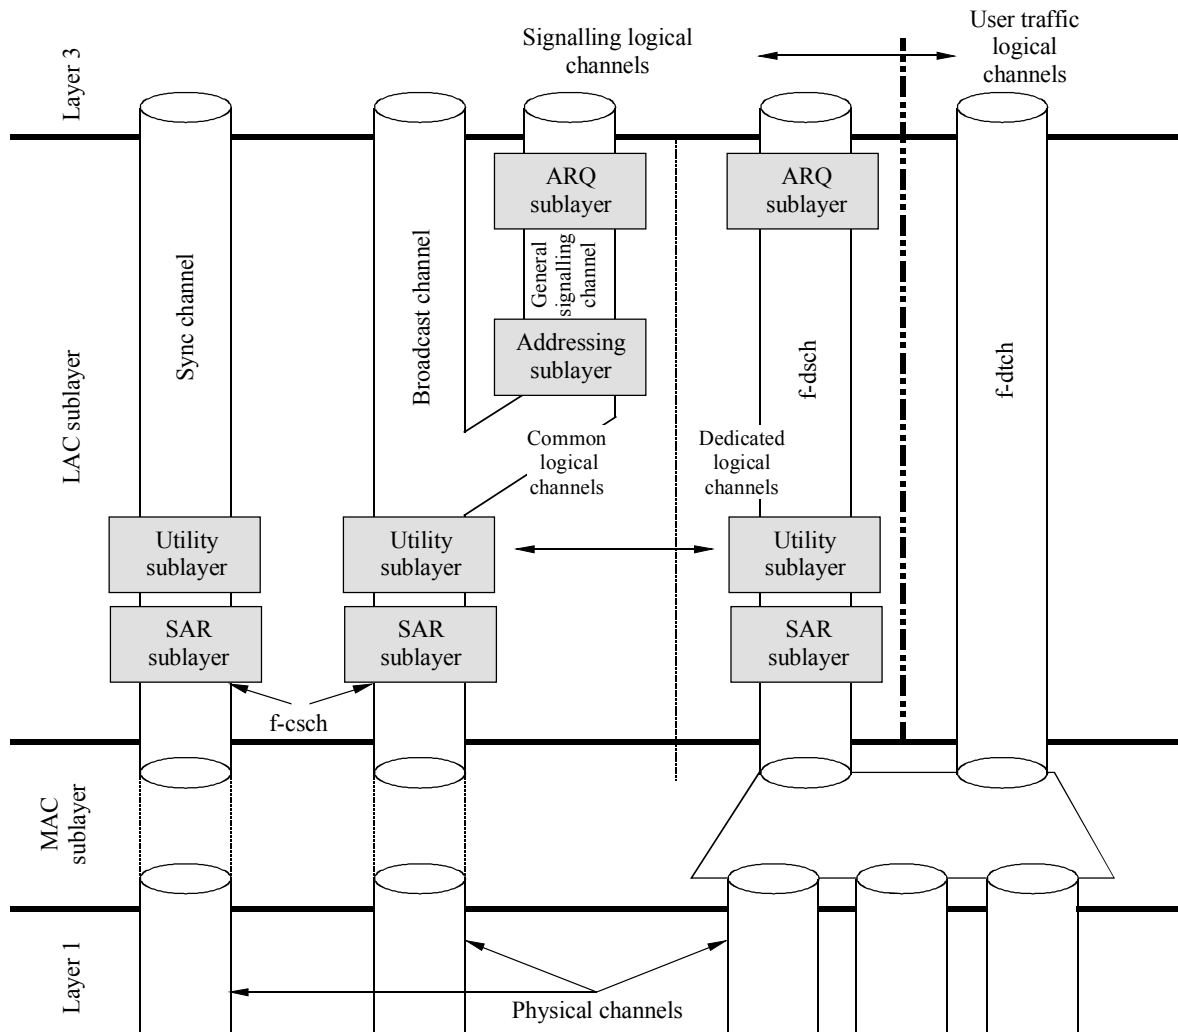 Signalling logical
channels
User traffic
logical
channels
Layer 3
ARQ
sublayer
ARQ
sublayer
General
signalling
channel
Sync channel
Broadcast channel
Addressing
sublayer
f-dsch
f-dtch
LAC sublayer
Common
logical
channels
Dedicated
logical
channels
Utility
sublayer
Utility
sublayer
Utility
sublayer
SAR
sublayer
SAR
sublayer
SAR
sublayer
f-csch
MAC
sublayer
Layer 1
Physical channels